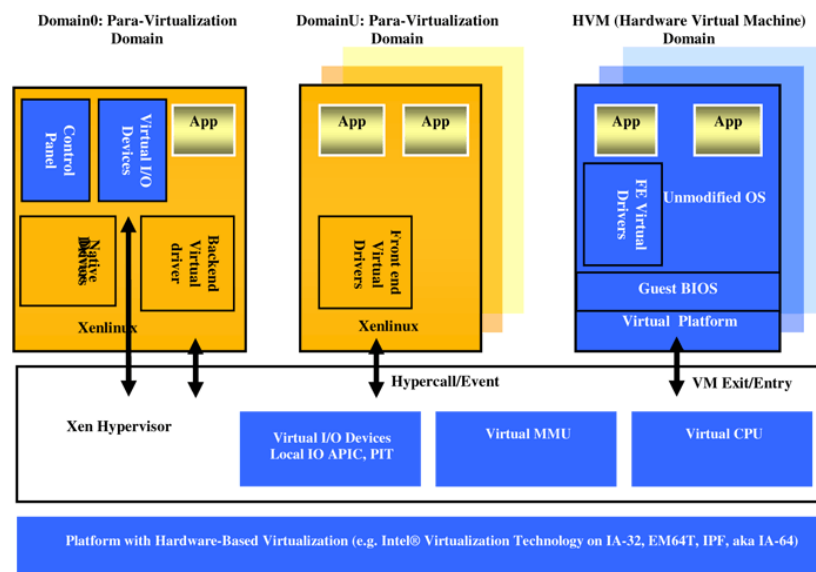 Domain0: Para-Virtualization
Domain
DomainU: Para-Virtualization
Domain
HVM (Hardware Virtual Machine)
Domain
Control
Panel
Virtual I/O
Devices
App
Native
Backend
Virtual
driver
Xenlinux
App
App
Front end
Virtual
Drivers
Xenlinux
App
App
FE Virtual
Drivers
Unmodified OS
Guest BIOS
Virtual Platform
Hypercall/Event
VM Exit/Entry
Xen Hypervisor
Virtual I/O Devices
Local IO APIC, PIT
Virtual MMU
Virtual CPU
Platform with Hardware-Based Virtualization (e.g. Intel® Virtualization Technology on IA-32, EM64T, IPF, aka IA-64)